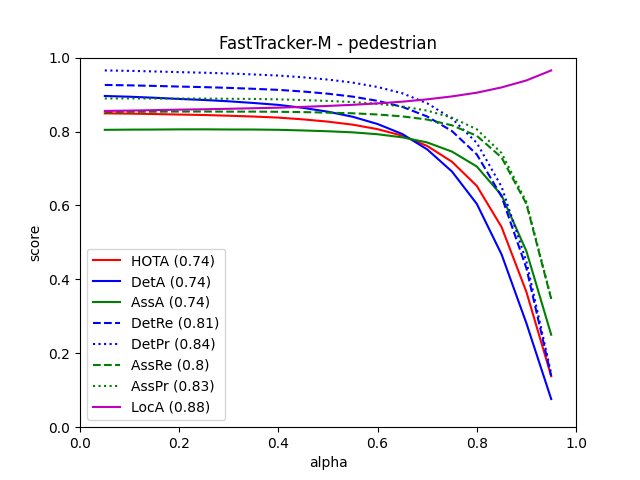 FastTracker-M - pedestrian
1.0
0.8
0.6
0.4
0.2
0.0
score
HOTA (0.74)
DetA (0.74)
AssA (0.74)
DetRe (0.81)
DetPr (0.84)
AssRe (0.8)
AssPr (0.83)
LocA (0.88)
0.0 0.2 0.4 0.6 0.8 1.0
alpha